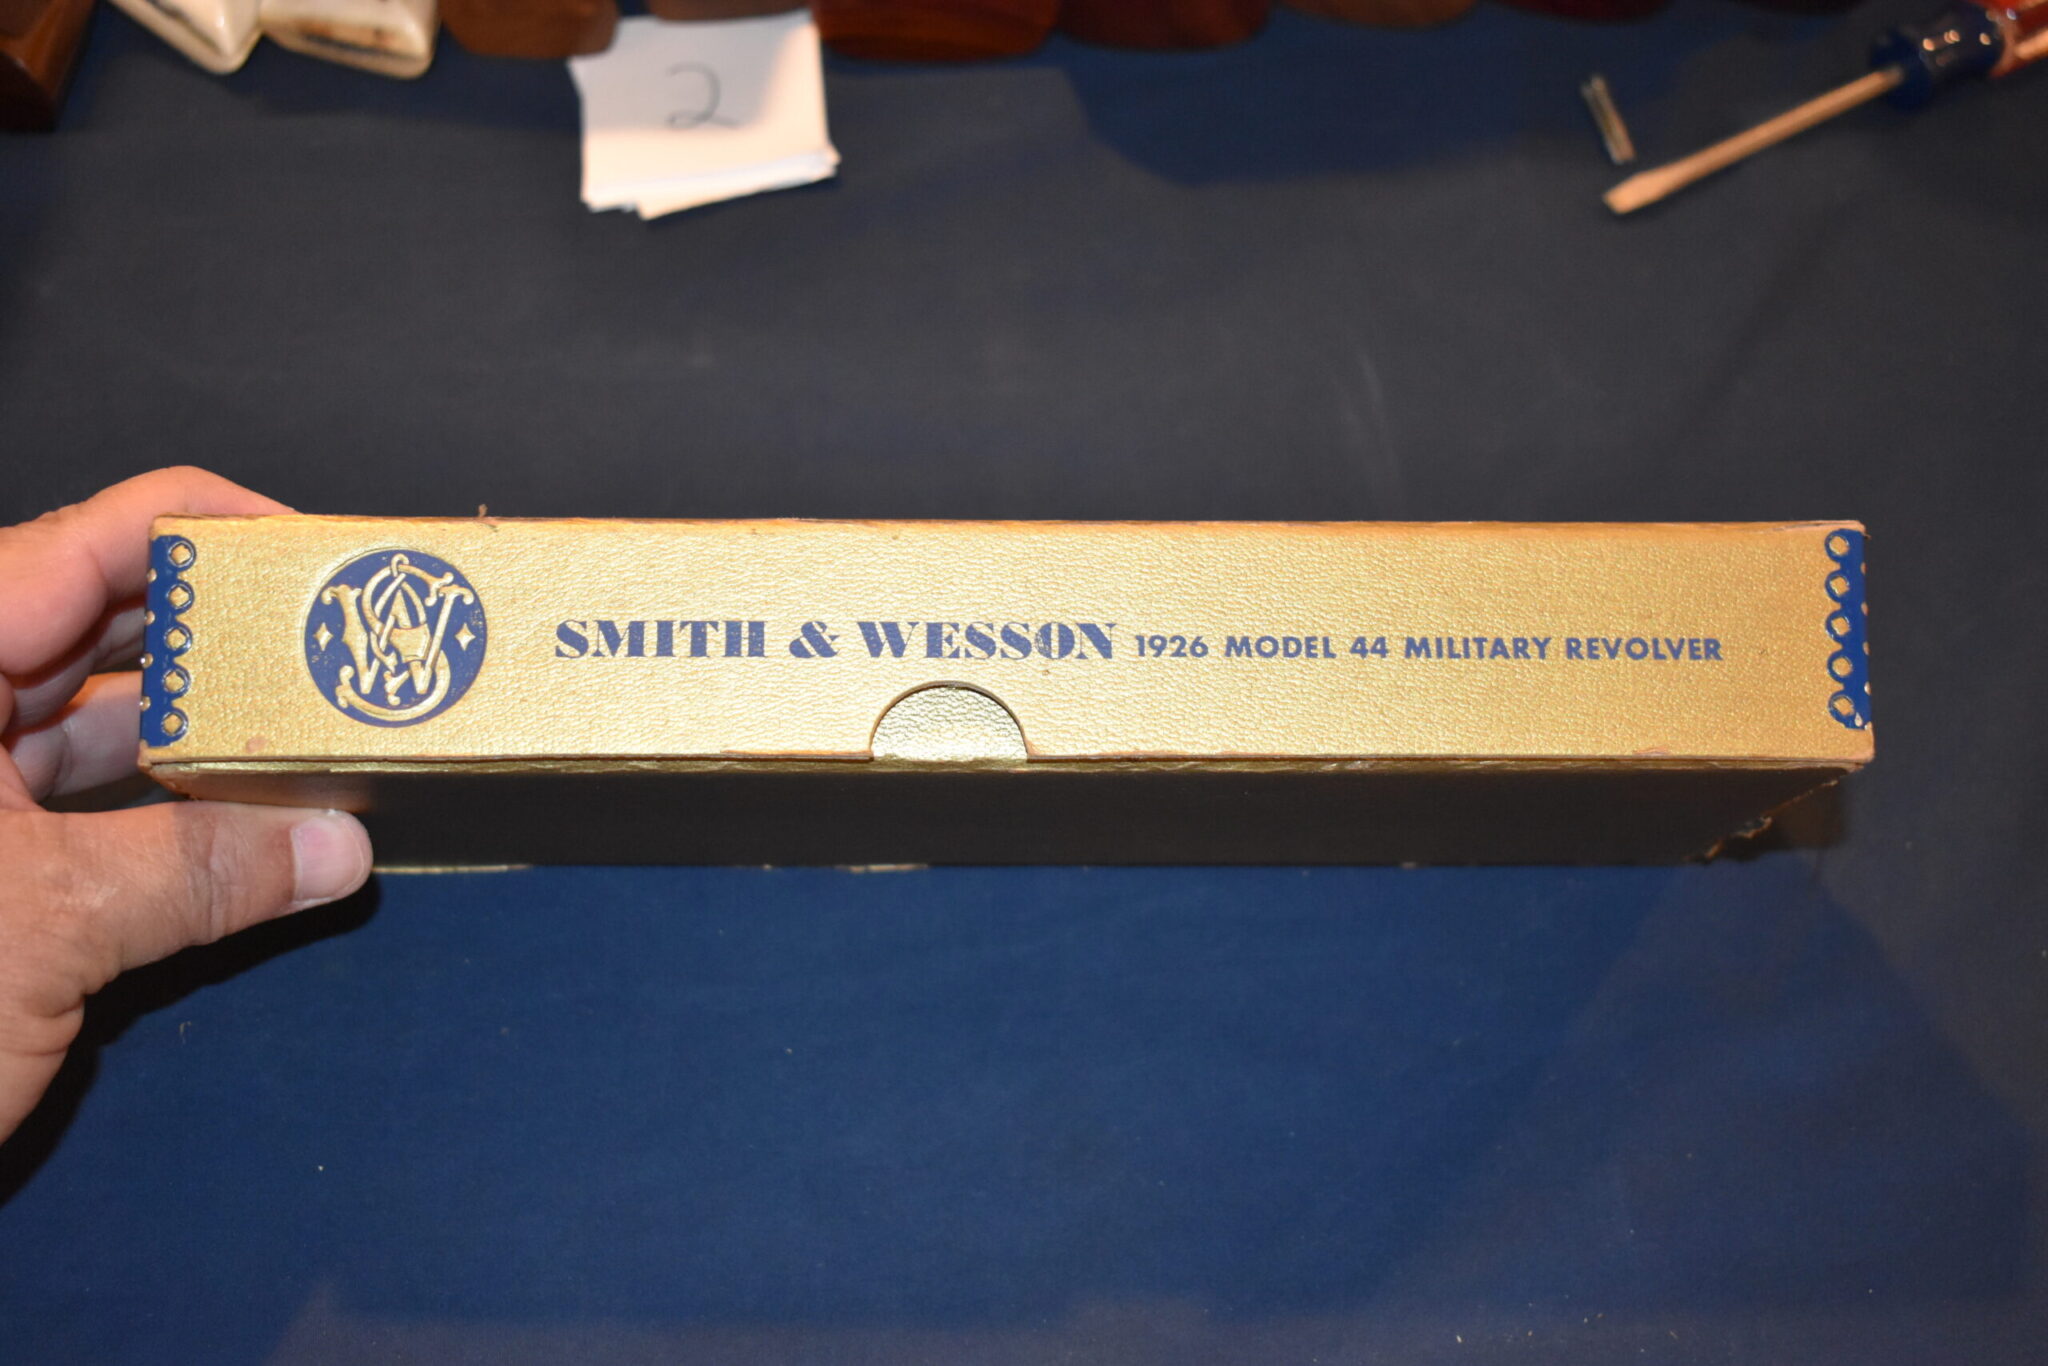 2
SMITH & WESSON 1926 MODEL 44 MILITARY REVOLVER